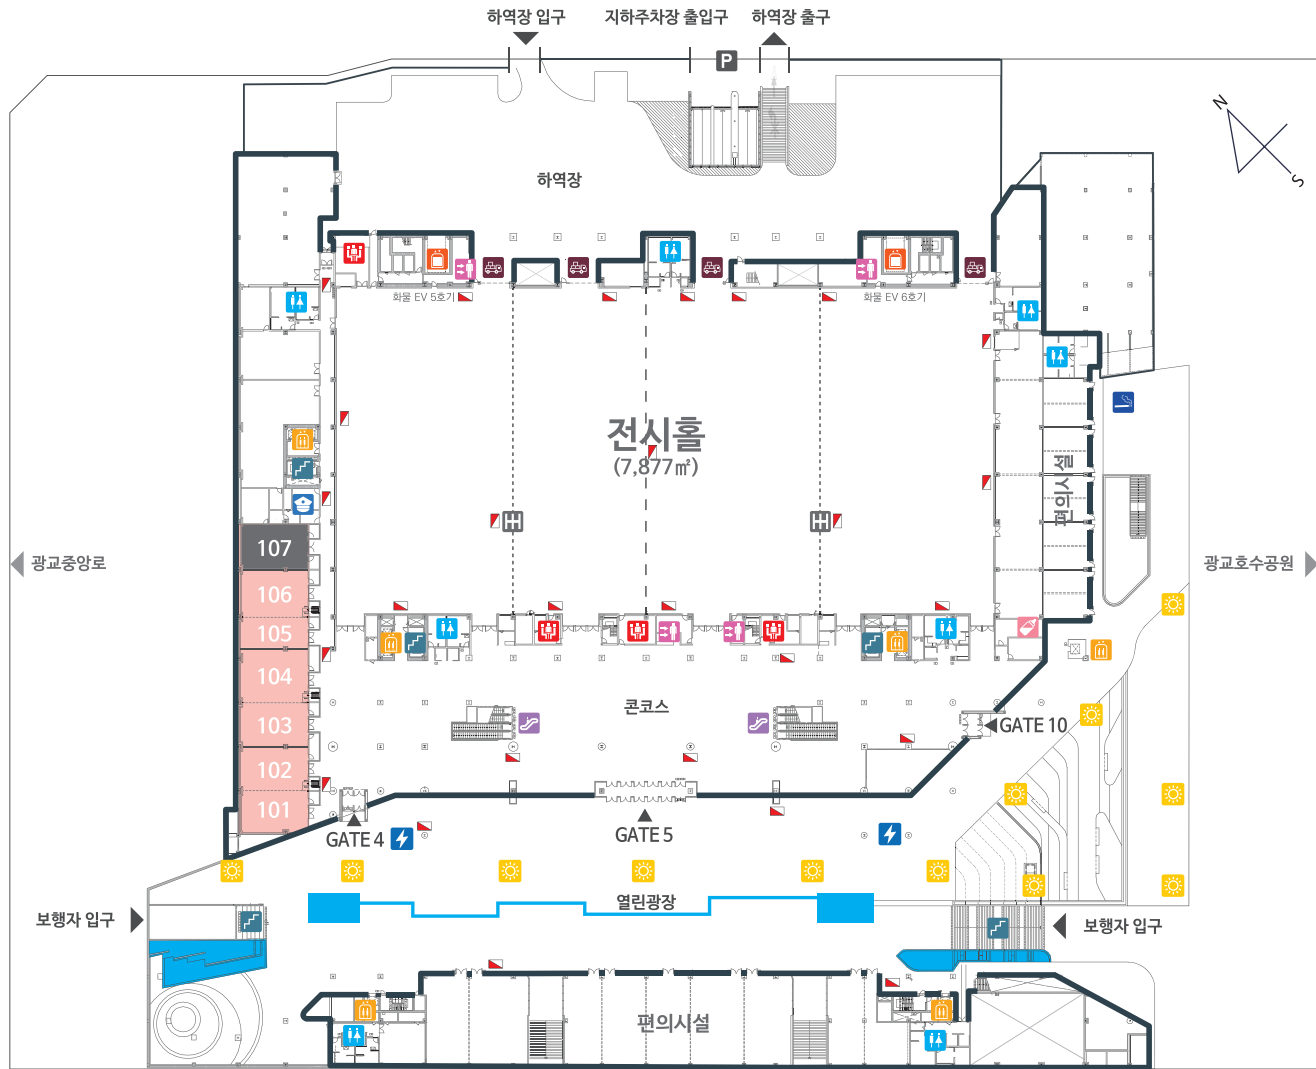 하역장 입구
지하주차장 출입구
하역장 출구
P
N
S
하역장
화물 EV 5호기
화물 EV 6호기
전시홀
(7,877㎡)
편의시설
H
H
107
광교중앙로
광교호수공원
106
105
104
콘코스
103
GATE 10
102
101
GATE 4
GATE 5
열린광장
보행자 입구
보행자 입구
편의시설